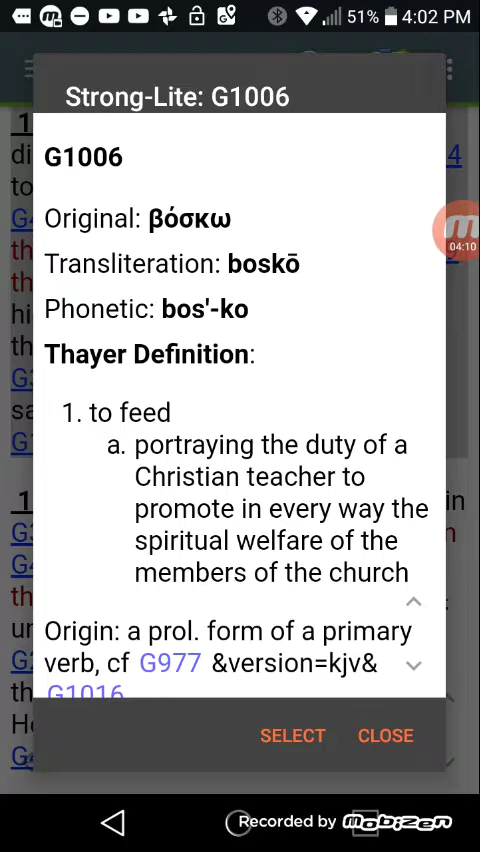 51% 4:02 PM
Strong-Lite: G1006
G1006
Original: βόσκω
Transliteration: boskō
Phonetic: bos'-ko
Thayer Definition:
1. to feed
a. portraying the duty of a
Christian teacher to
promote in every way the
spiritual welfare of the
members of the church
Origin: a prol. form of a primary
verb, cf G977 &version=kjv&
G1016
SELECT CLOSE
04:10
Recorded by Mobizen